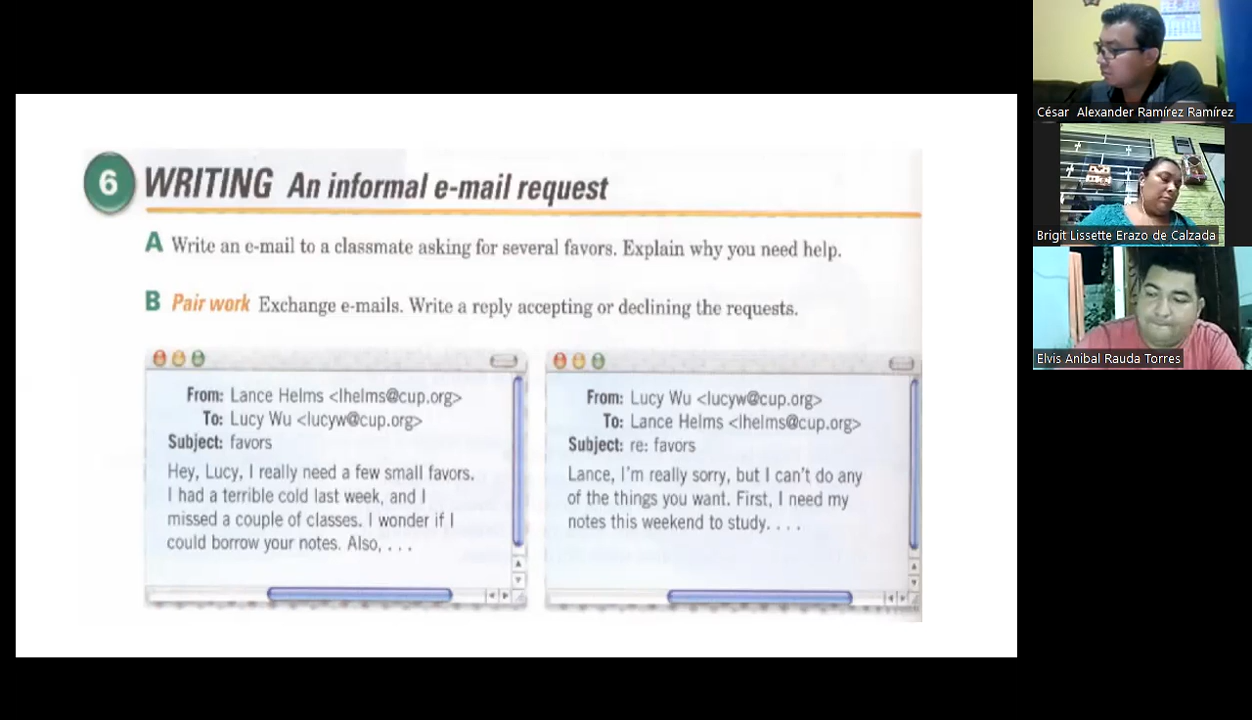 6 WRITING An informal e-mail request
A Write an e-mail to a classmate asking for several favors. Explain why you need help.
B Pair work Exchange e-mails. Write a reply accepting or declining the requests.
From: Lance Helms <lhelms@cup.org>
To: Lucy Wu <lucyw@cup.org>
Subject: favors
Hey, Lucy, I really need a few small favors.
I had a terrible cold last week, and I
missed a couple of classes. I wonder if I
could borrow your notes. Also, . . .
From: Lucy Wu <lucyw@cup.org>
To: Lance Helms <lhelms@cup.org>
Subject: re: favors
Lance, I'm really sorry, but I can't do any
of the things you want. First, I need my
notes this weekend to study. . . .
César Alexander Ramírez Ramírez
Brigit Lissette Erazo de Calzada
Elvis Anibal Rauda Torres